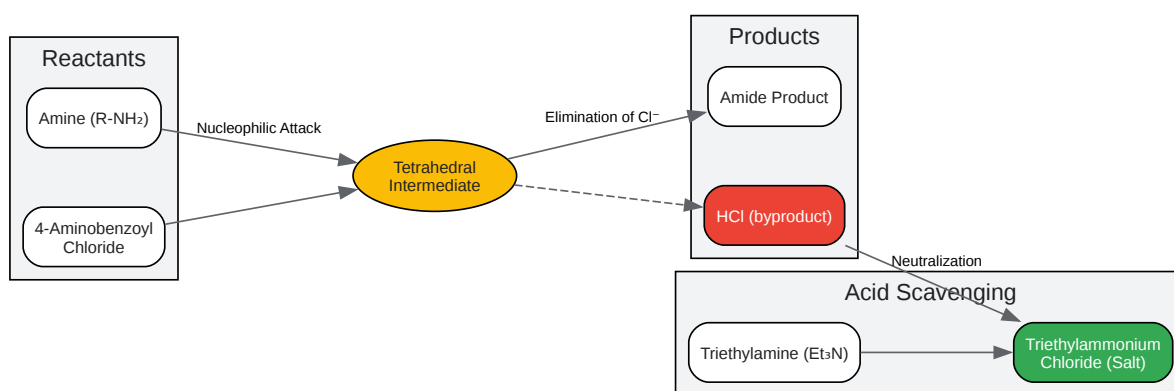 Reactants
Amine (R-NH₂)
4-Aminobenzoyl
Chloride
Nucleophilic Attack
Tetrahedral
Intermediate
Elimination of Cl⁻
Products
Amide Product
HCl (byproduct)
Neutralization
Acid Scavenging
Triethylamine (Et₃N)
Triethylammonium
Chloride (Salt)